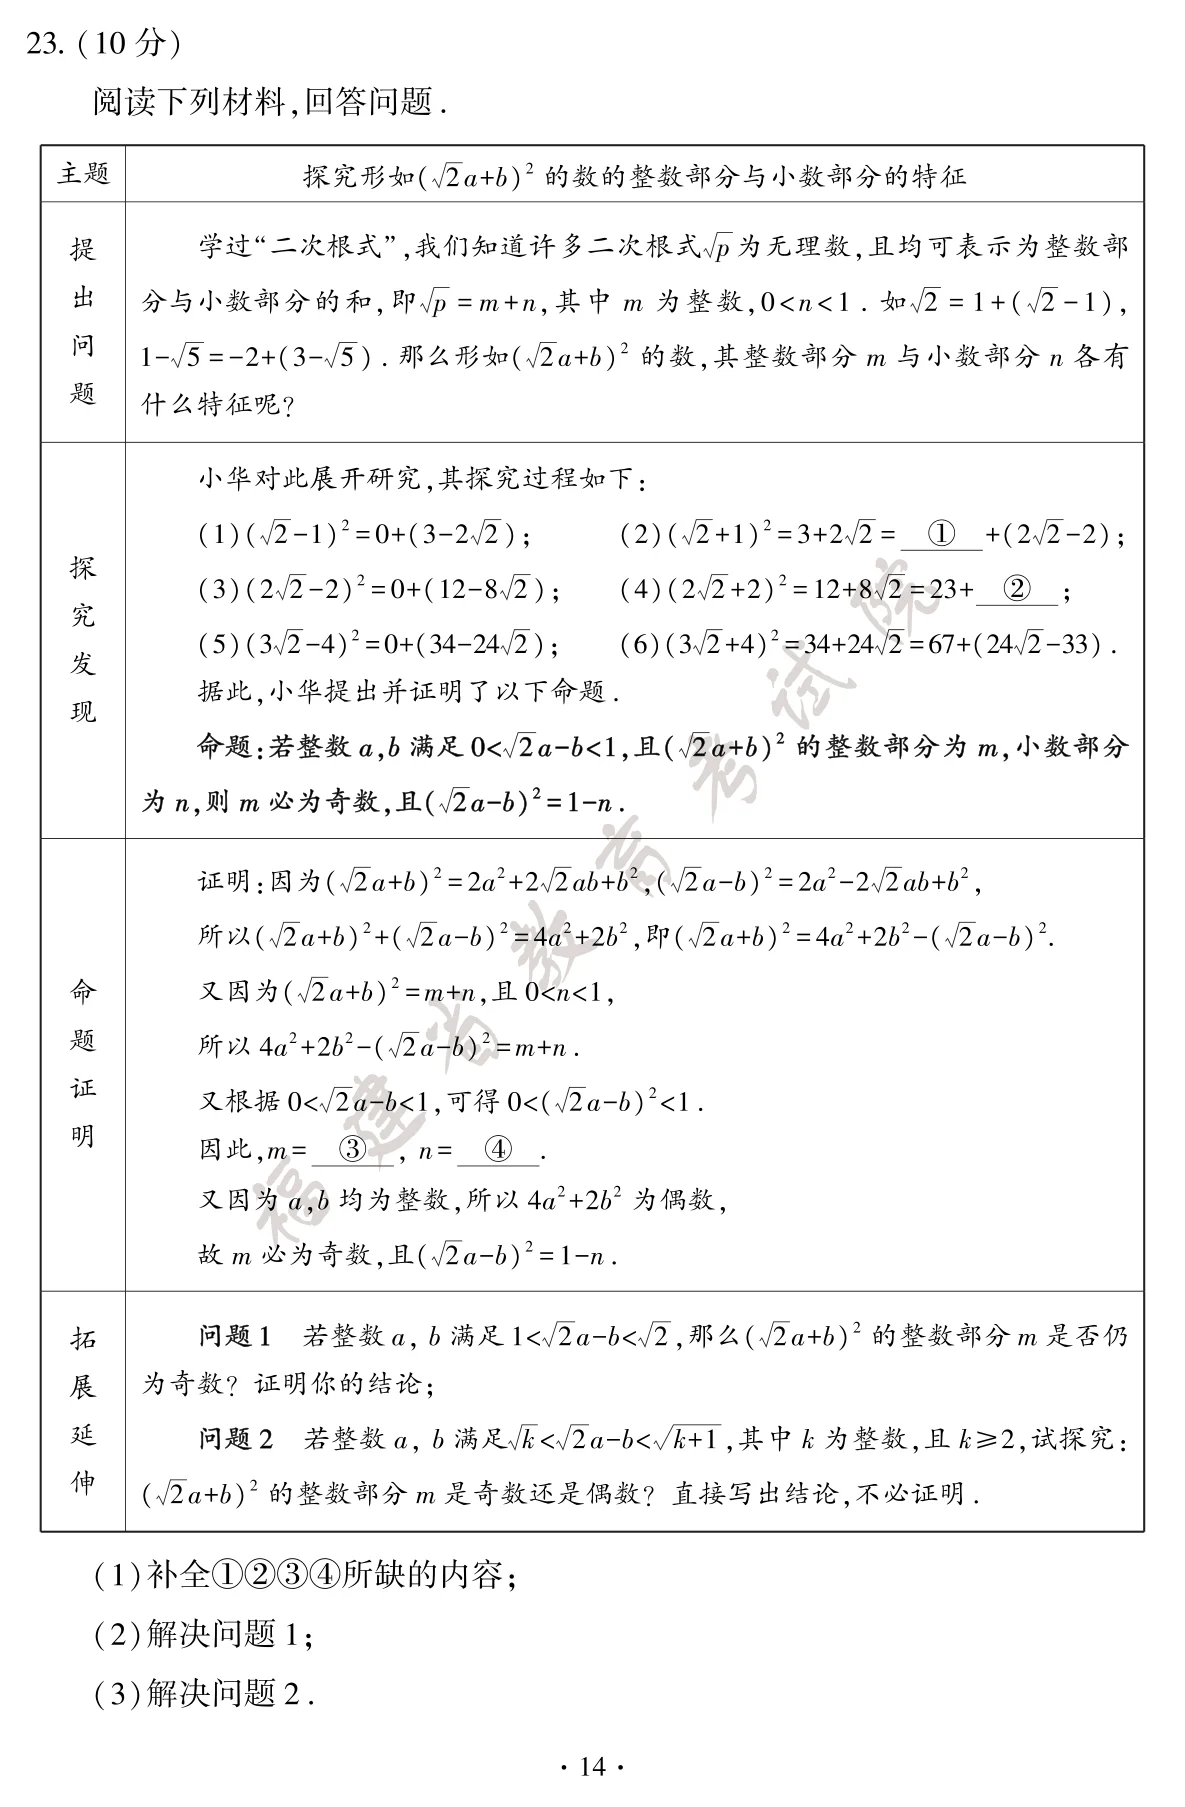 23. (10 分)
阅读下列材料,回答问题.
主题
探究形如(√2a+b)² 的数的整数部分与小数部分的特征
提出问题
学过“二次根式”,我们知道许多二次根式√p为无理数,且均可表示为整数部
分与小数部分的和,即√p=m+n,其中 m 为整数,0<n<1. 如√2=1+(√2-1),
1-√5=-2+(3-√5). 那么形如(√2a+b)² 的数,其整数部分 m 与小数部分 n 各有
什么特征呢?
探究发现
小华对此展开研究,其探究过程如下:
(1)(√2-1)²=0+(3-2√2); (2)(√2+1)²=3+2√2= ① +(2√2-2);
(3)(2√2-2)²=0+(12-8√2); (4)(2√2+2)²=12+8√2=23+ ② ;
(5)(3√2-4)²=0+(34-24√2); (6)(3√2+4)²=34+24√2=67+(24√2-33).
据此,小华提出并证明了以下命题.
命题:若整数 a,b 满足 0<√2a-b<1,且(√2a+b)² 的整数部分为 m,小数部分
为 n,则 m 必为奇数,且(√2a-b)²=1-n.
命题证明
证明:因为(√2a+b)²=2a²+2√2ab+b²,(√2a-b)²=2a²-2√2ab+b²,
所以(√2a+b)²+(√2a-b)²=4a²+2b²,即(√2a+b)²=4a²+2b²-(√2a-b)².
又因为(√2a+b)²=m+n,且 0<n<1,
所以 4a²+2b²-(√2a-b)²=m+n.
又根据 0<√2a-b<1,可得 0<(√2a-b)²<1.
因此,m= ③ , n= ④ .
又因为 a,b 均为整数,所以 4a²+2b² 为偶数,
故 m 必为奇数,且(√2a-b)²=1-n.
拓展延伸
问题1 若整数 a, b 满足 1<√2a-b<√2,那么(√2a+b)² 的整数部分 m 是否仍
为奇数? 证明你的结论;
问题2 若整数 a, b 满足√k<√2a-b<√(k+1),其中 k 为整数,且 k≥2,试探究:
(√2a+b)² 的整数部分 m 是奇数还是偶数? 直接写出结论,不必证明.
(1)补全①②③④所缺的内容;
(2)解决问题 1;
(3)解决问题 2.
· 14 ·
福建省教育考试院